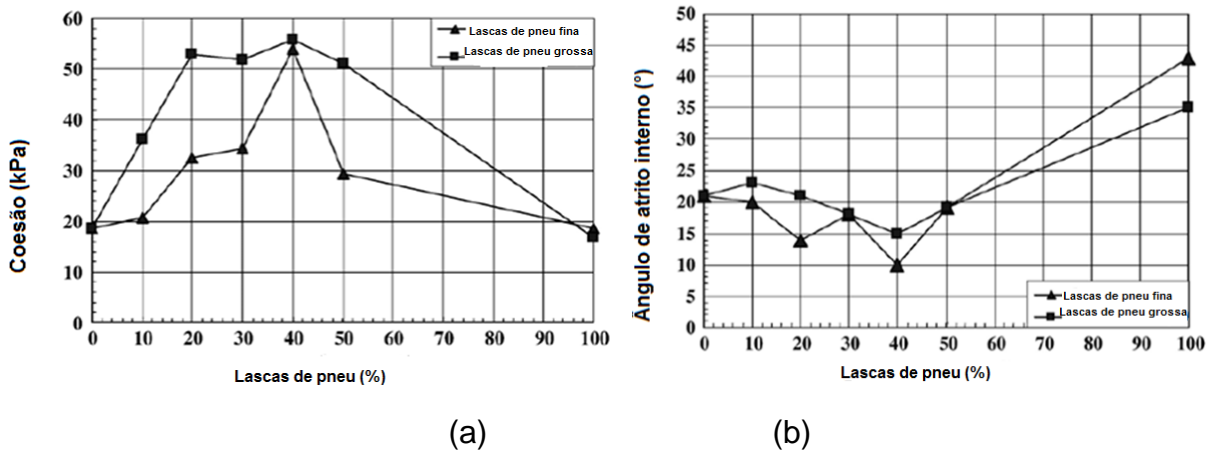 60
50
40
30
20
10
0
Coesão (kPa)
Lascas de pneu fina
Lascas de pneu grossa
0 10 20 30 40 50 60 70 80 90 100
Lascas de pneu (%)
(a)
50
45
40
35
30
25
20
15
10
5
0
Ângulo de atrito interno (°)
Lascas de pneu fina
Lascas de pneu grossa
0 10 20 30 40 50 60 70 80 90 100
Lascas de pneu (%)
(b)